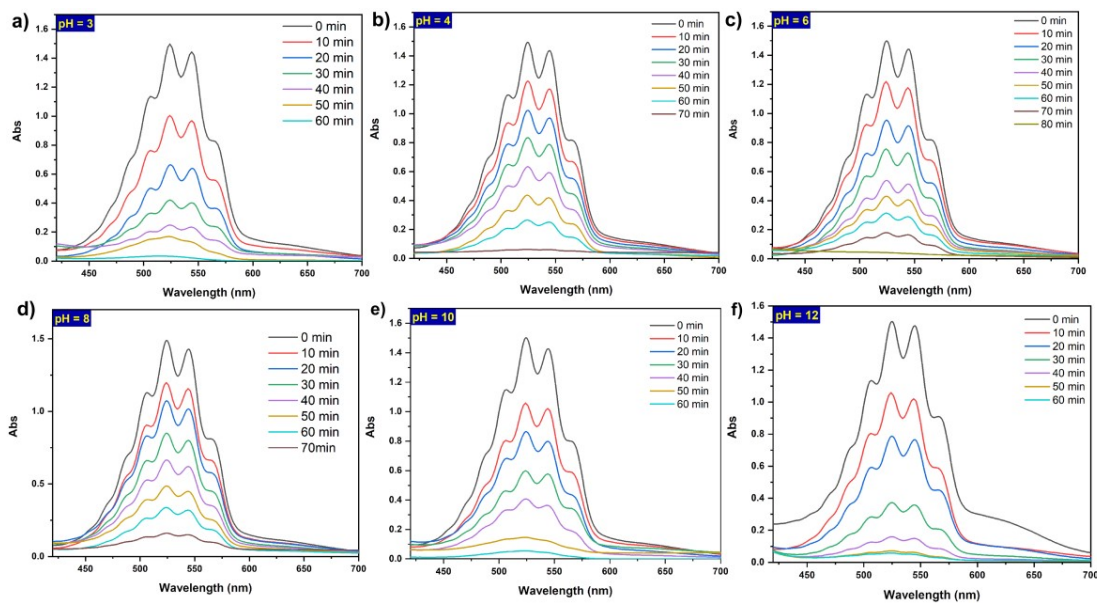 a)
pH = 3
0 min
10 min
20 min
30 min
40 min
50 min
60 min
Abs
1.4
1.2
1.0
0.8
0.6
0.4
0.2
0.0
450 500 550 600 650 700
Wavelength (nm)
b)
pH = 4
0 min
10 min
20 min
30 min
40 min
50 min
60 min
70 min
Abs
1.6
1.4
1.2
1.0
0.8
0.6
0.4
0.2
0.0
450 500 550 600 650 700
Wavelength (nm)
c)
pH = 6
0 min
10 min
20 min
30 min
40 min
50 min
60 min
70 min
80 min
Abs
1.6
1.4
1.2
1.0
0.8
0.6
0.4
0.2
0.0
450 500 550 600 650 700
Wavelength (nm)
d)
pH = 8
0 min
10 min
20 min
30 min
40 min
50 min
60 min
70min
Abs
1.5
1.0
0.5
0.0
450 500 550 600 650 700
Wavelength (nm)
e)
pH = 10
0 min
10 min
20 min
30 min
40 min
50 min
60 min
Abs
1.6
1.4
1.2
1.0
0.8
0.6
0.4
0.2
0.0
450 500 550 600 650 700
Wavelength (nm)
f)
pH = 12
0 min
10 min
20 min
30 min
40 min
50 min
60 min
Abs
1.6
1.4
1.2
1.0
0.8
0.6
0.4
0.2
0.0
450 500 550 600 650 700
Wavelength (nm)